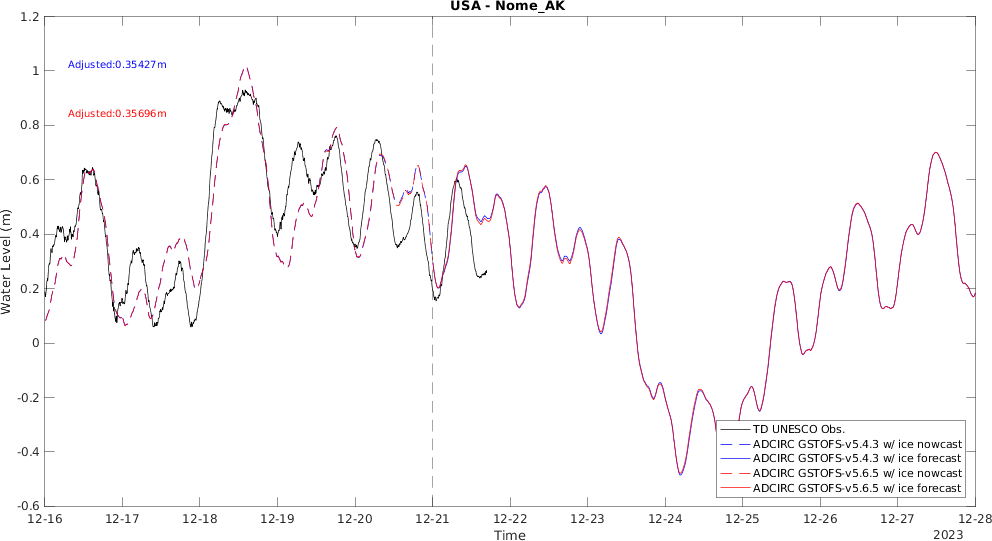 USA - Nome_AK
1.2
1
0.8
0.6
0.4
0.2
0
-0.2
-0.4
-0.6
Water Level (m)
Adjusted:0.35427m
Adjusted:0.35696m
TD UNESCO Obs.
ADCIRC GSTOFS-v5.4.3 w/ ice nowcast
ADCIRC GSTOFS-v5.4.3 w/ ice forecast
ADCIRC GSTOFS-v5.6.5 w/ ice nowcast
ADCIRC GSTOFS-v5.6.5 w/ ice forecast
12-16 12-17 12-18 12-19 12-20 12-21 12-22 12-23 12-24 12-25 12-26 12-27 12-28
Time
2023